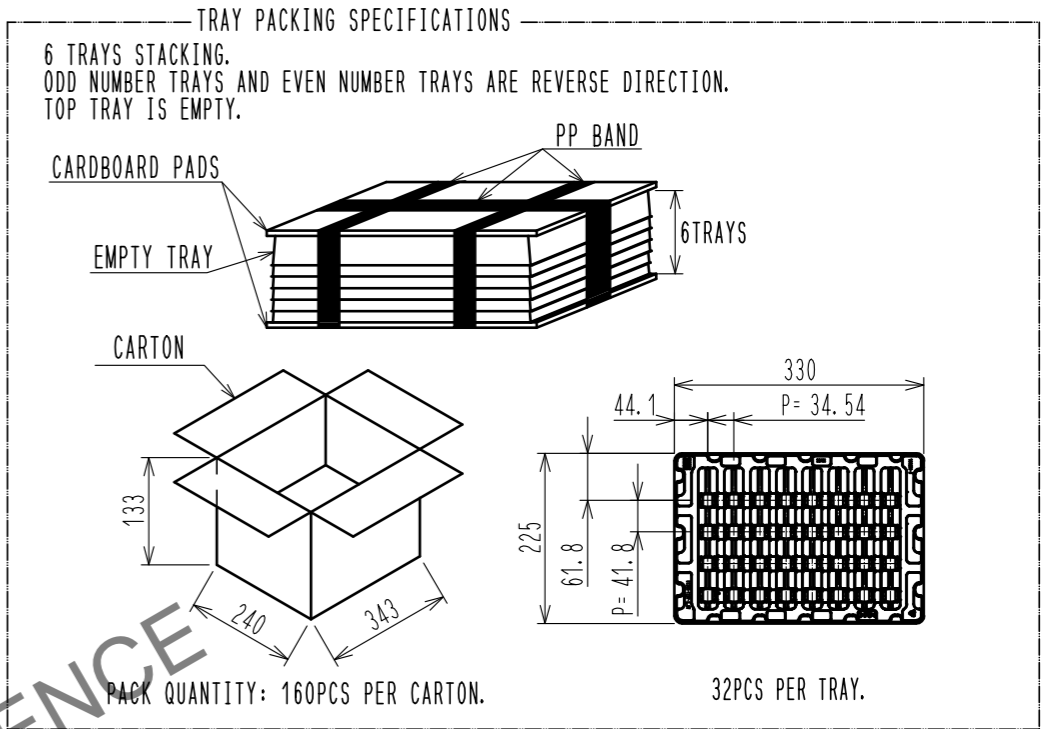 TRAY PACKING SPECIFICATIONS
6 TRAYS STACKING.
ODD NUMBER TRAYS AND EVEN NUMBER TRAYS ARE REVERSE DIRECTION.
TOP TRAY IS EMPTY.
PP BAND
CARDBOARD PADS
6TRAYS
EMPTY TRAY
CARTON
330
44.1
P= 34.54
133
225
61.8
P= 41.8
240
343
ENCE
PACK QUANTITY: 160PCS PER CARTON.
32PCS PER TRAY.